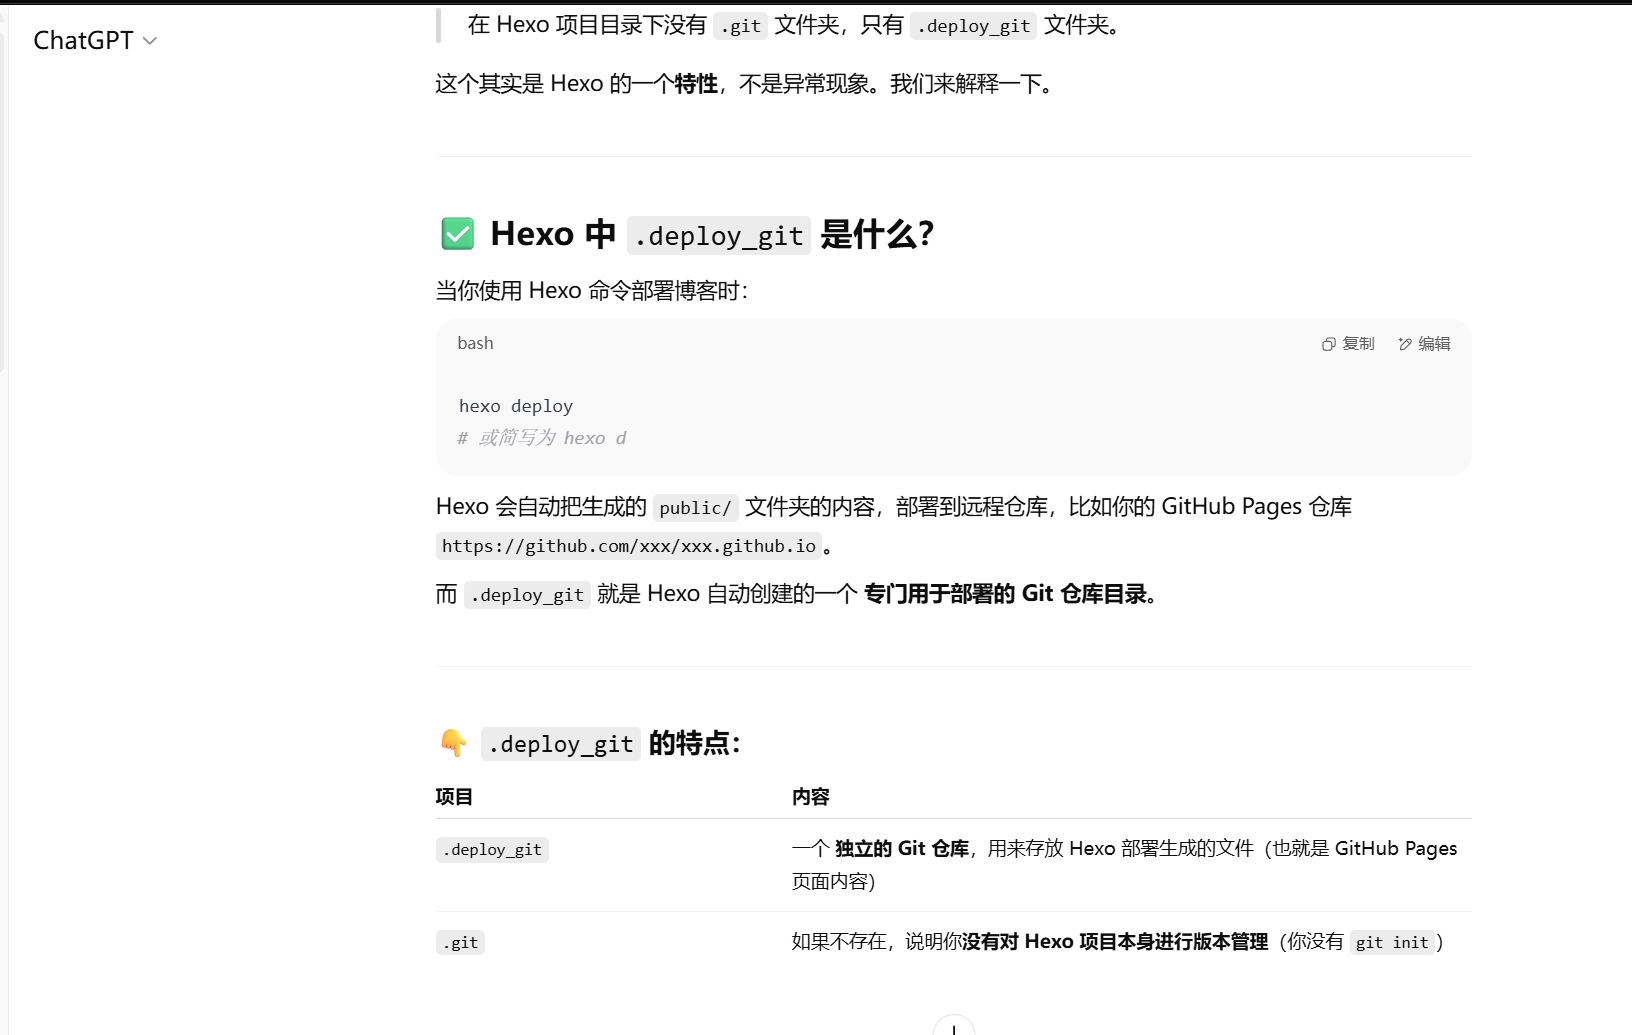 ChatGPT
在 Hexo 项目目录下没有 .git 文件夹，只有 .deploy_git 文件夹。
这个其实是 Hexo 的一个特性，不是异常现象。我们来解释一下。
✅ Hexo 中 .deploy_git 是什么？
当你使用 Hexo 命令部署博客时：
bash 复制 编辑
hexo deploy
# 或简写为 hexo d
Hexo 会自动把生成的 public/ 文件夹的内容，部署到远程仓库，比如你的 GitHub Pages 仓库
https://github.com/xxx/xxx.github.io 。
而 .deploy_git 就是 Hexo 自动创建的一个 专门用于部署的 Git 仓库目录。
👇 .deploy_git 的特点：
项目 内容
.deploy_git 一个 独立的 Git 仓库，用来存放 Hexo 部署生成的文件（也就是 GitHub Pages
页面内容）
.git 如果不存在，说明你没有对 Hexo 项目本身进行版本管理（你没有 git init ）